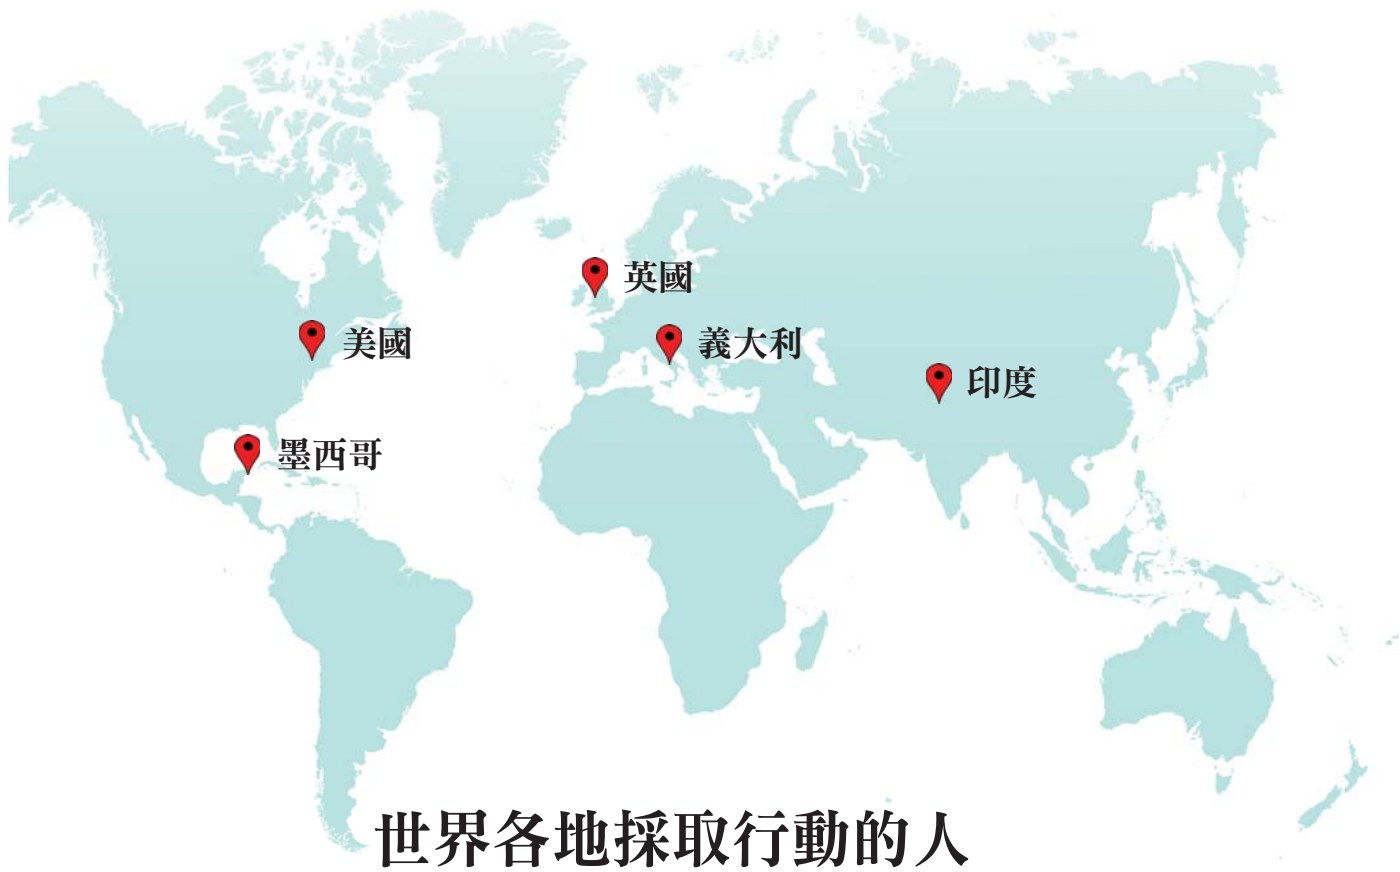 英國
美國
義大利
印度
墨西哥
世界各地採取行動的人